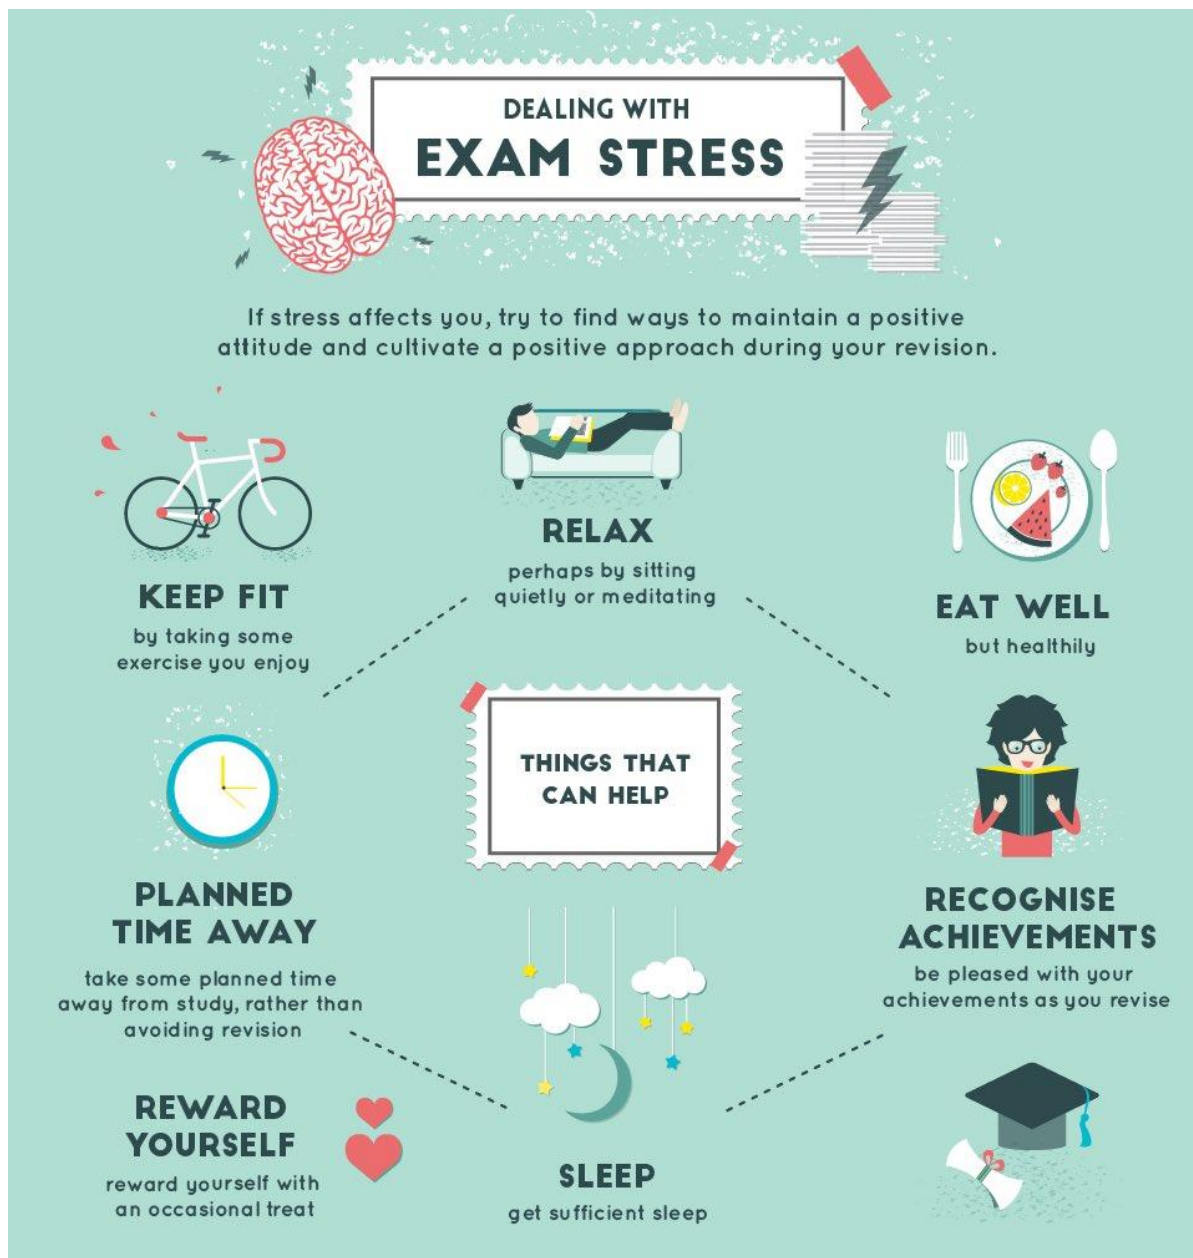 DEALING WITH
EXAM STRESS
If stress affects you, try to find ways to maintain a positive
attitude and cultivate a positive approach during your revision.
KEEP FIT
by taking some
exercise you enjoy
RELAX
perhaps by sitting
quietly or meditating
EAT WELL
but healthily
THINGS THAT
CAN HELP
PLANNED
TIME AWAY
take some planned time
away from study, rather than
avoiding revision
RECOGNISE
ACHIEVEMENTS
be pleased with your
achievements as you revise
REWARD
YOURSELF
reward yourself with
an occasional treat
SLEEP
get sufficient sleep